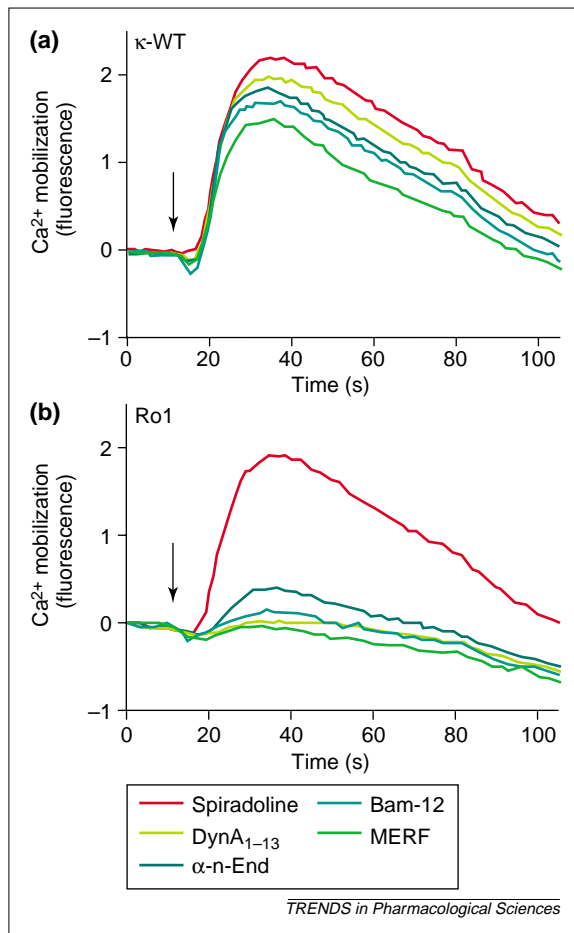 (a)
κ-WT
Ca2+ mobilization
(fluorescence)
2
1
0
–1
0 20 40 60 80 100
Time (s)
(b)
Ro1
Ca2+ mobilization
(fluorescence)
2
1
0
–1
0 20 40 60 80 100
Time (s)
Spiradoline Bam-12
DynA1–13 MERF
α-n-End
TRENDS in Pharmacological Sciences